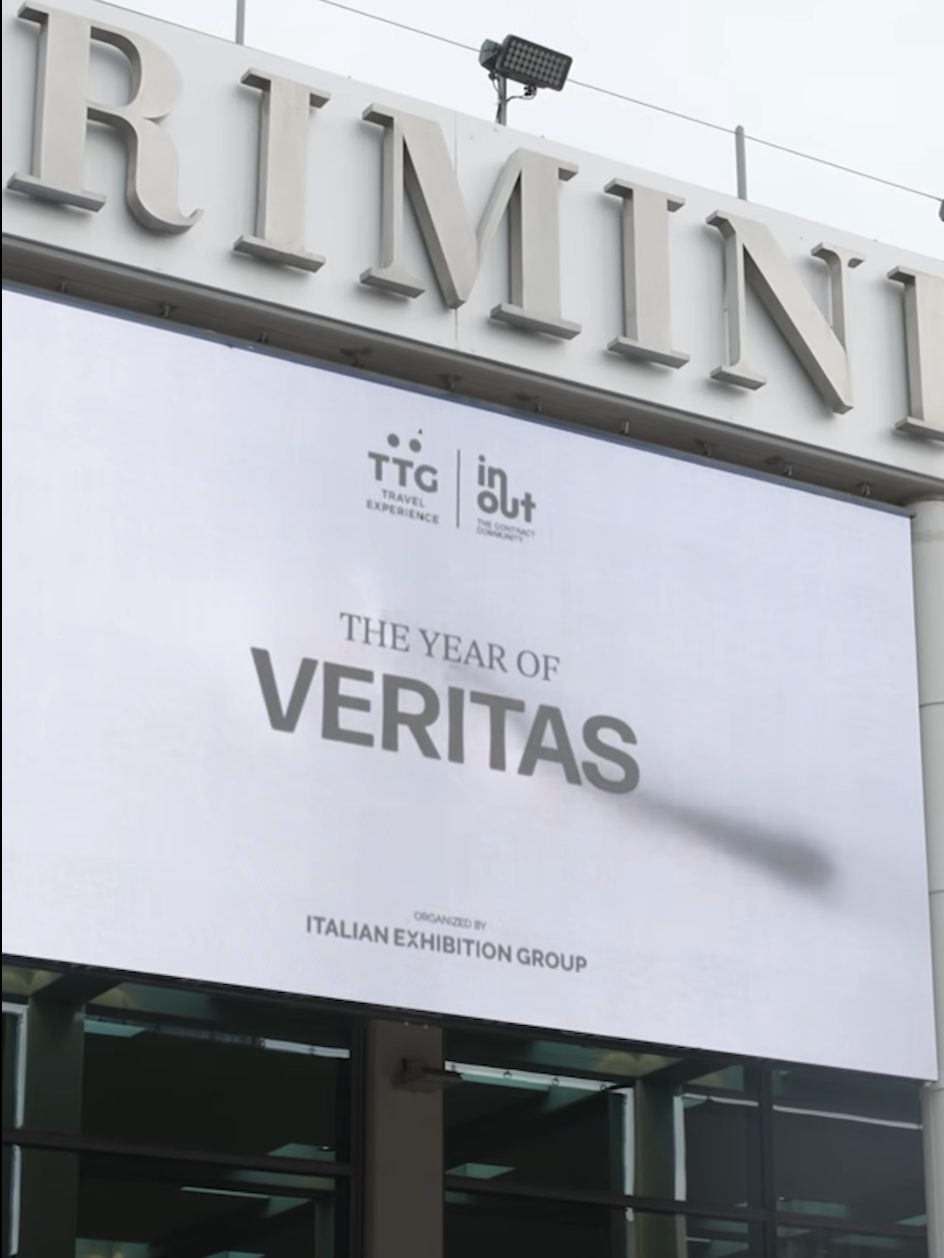 RIMINI
TTG
TRAVEL
EXPERIENCE
in
out
THE CONTRACT
COMMUNITY
THE YEAR OF
VERITAS
ORGANIZED BY
ITALIAN EXHIBITION GROUP